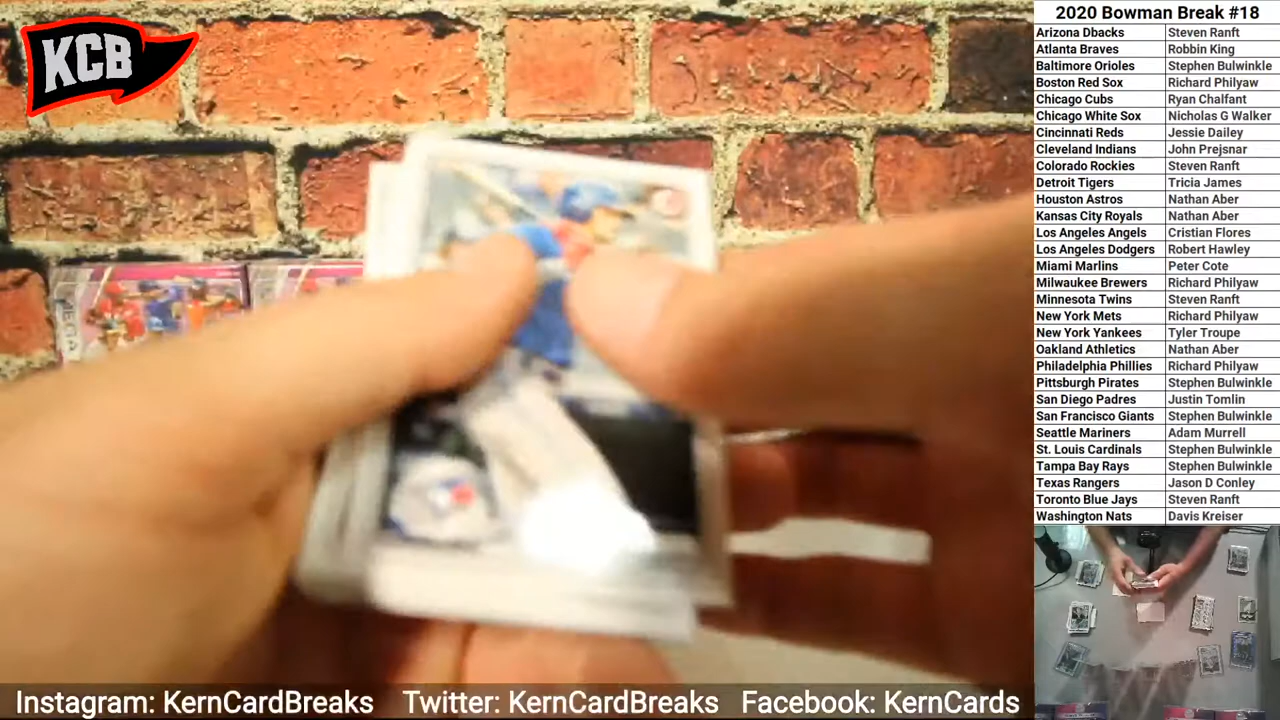 KCB
2020 Bowman Break #18
Arizona Dbacks Steven Ranft
Atlanta Braves Robbin King
Baltimore Orioles Stephen Bulwinkle
Boston Red Sox Richard Philyaw
Chicago Cubs Ryan Chalfant
Chicago White Sox Nicholas G Walker
Cincinnati Reds Jessie Dailey
Cleveland Indians John Prejsnar
Colorado Rockies Steven Ranft
Detroit Tigers Tricia James
Houston Astros Nathan Aber
Kansas City Royals Nathan Aber
Los Angeles Angels Cristian Flores
Los Angeles Dodgers Robert Hawley
Miami Marlins Peter Cote
Milwaukee Brewers Richard Philyaw
Minnesota Twins Steven Ranft
New York Mets Richard Philyaw
New York Yankees Tyler Troupe
Oakland Athletics Nathan Aber
Philadelphia Phillies Richard Philyaw
Pittsburgh Pirates Stephen Bulwinkle
San Diego Padres Justin Tomlin
San Francisco Giants Stephen Bulwinkle
Seattle Mariners Adam Murrell
St. Louis Cardinals Stephen Bulwinkle
Tampa Bay Rays Stephen Bulwinkle
Texas Rangers Jason D Conley
Toronto Blue Jays Steven Ranft
Washington Nats Davis Kreiser
Instagram: KernCardBreaks Twitter: KernCardBreaks Facebook: KernCards